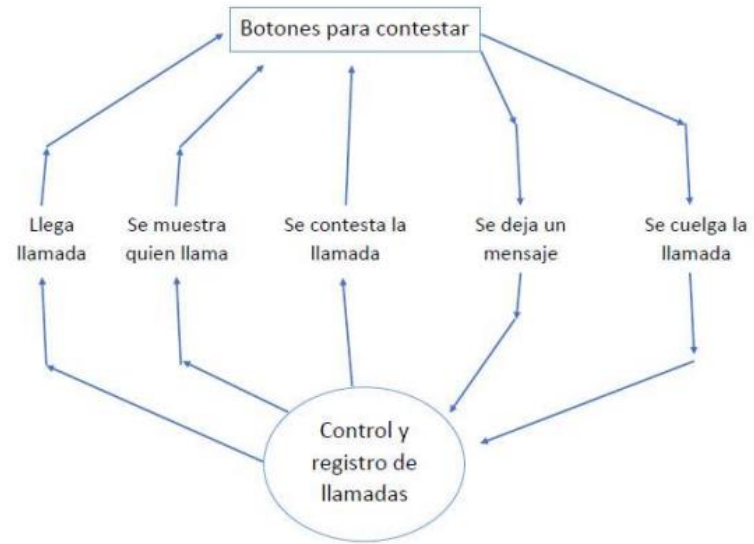 Botones para contestar
Llega
llamada
Se muestra
quien llama
Se contesta la
llamada
Se deja un
mensaje
Se cuelga la
llamada
Control y
registro de
llamadas